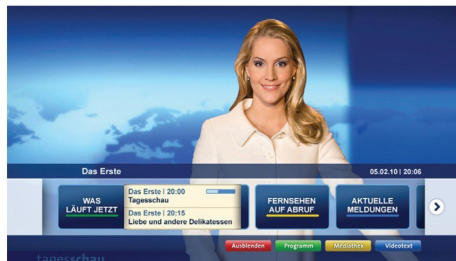 Das Erste
05.02.10 | 20:06
WAS
LÄUFT JETZT
Das Erste | 20:00
Tagesschau
Das Erste | 20:15
Liebe und andere Delikatessen
FERNSEHEN
AUF ABRUF
AKTUELLE
MELDUNGEN
Ausblenden
Programm
Mediathek
Videotext
tagesschau